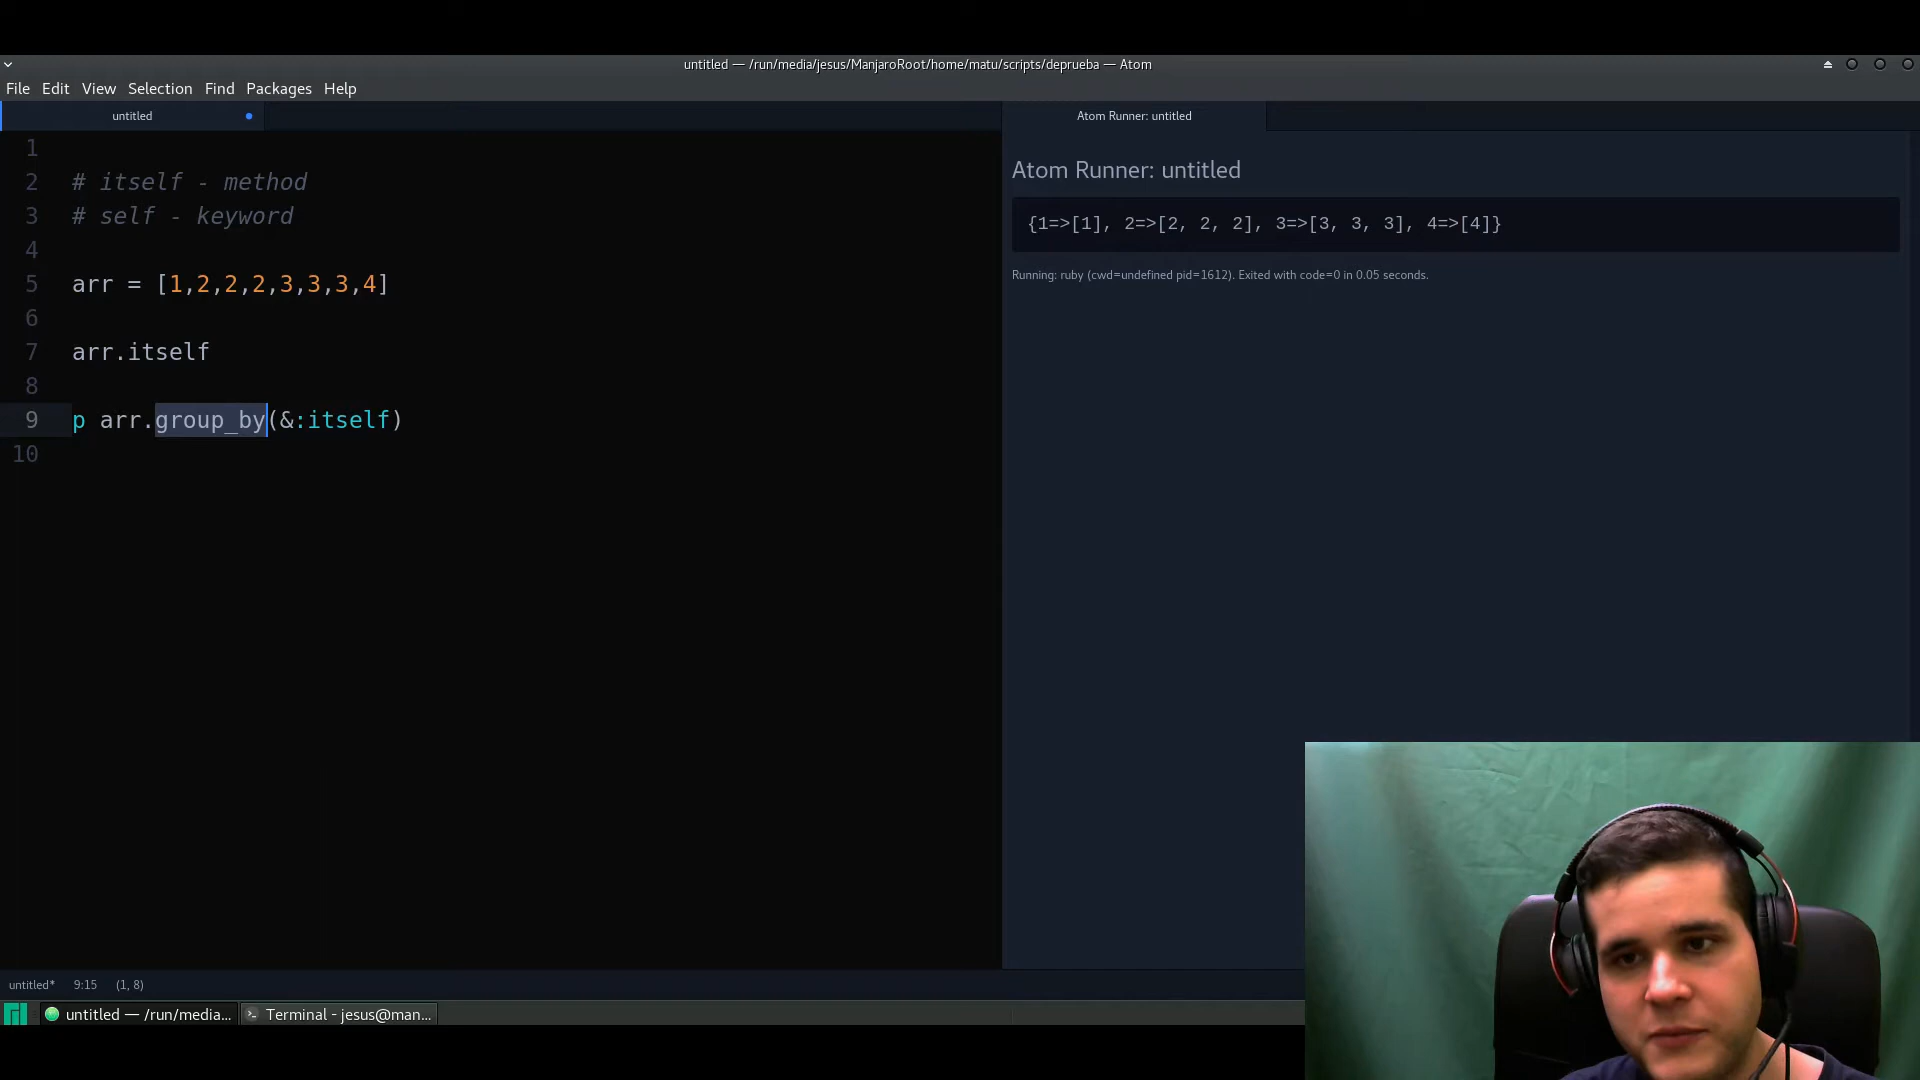 untitled — /run/media/jesus/ManjaroRoot/home/matu/scripts/deprueba — Atom
File Edit View Selection Find Packages Help
untitled
Atom Runner: untitled
1
2 # itself - method
3 # self - keyword
4
5 arr = [1,2,2,2,3,3,3,4]
6
7 arr.itself
8
9 p arr.group_by(&:itself)
10
Atom Runner: untitled
{1=>[1], 2=>[2, 2, 2], 3=>[3, 3, 3], 4=>[4]}
Running: ruby (cwd=undefined pid=1612). Exited with code=0 in 0.05 seconds.
untitled* 9:15 (1, 8)
untitled — /run/media... Terminal - jesus@man...